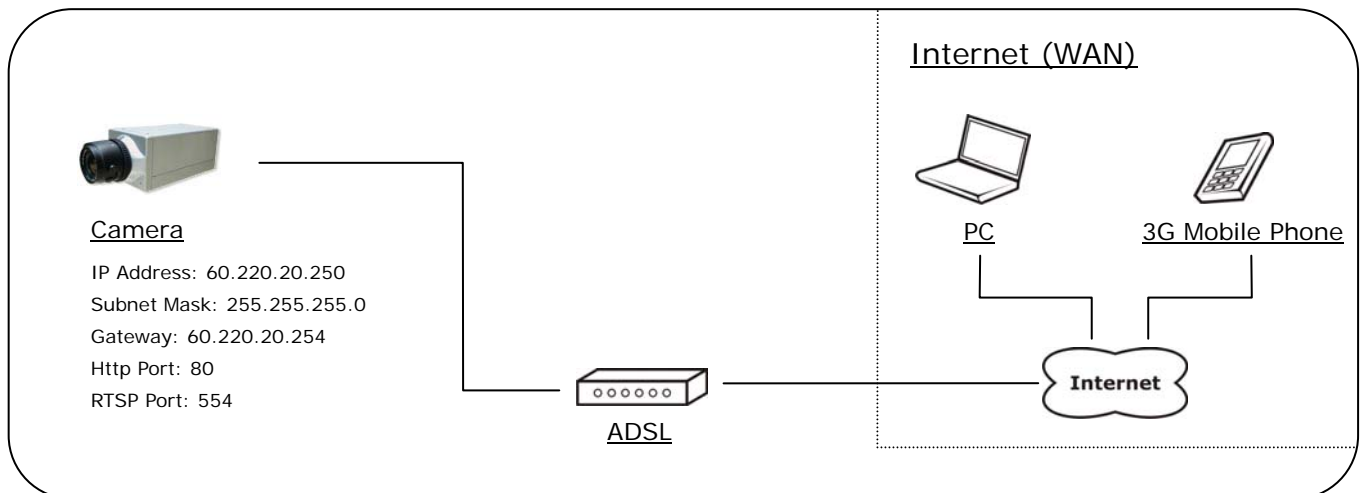 Internet (WAN)
Camera
IP Address: 60.220.20.250
Subnet Mask: 255.255.255.0
Gateway: 60.220.20.254
Http Port: 80
RTSP Port: 554
ADSL
PC
3G Mobile Phone
Internet